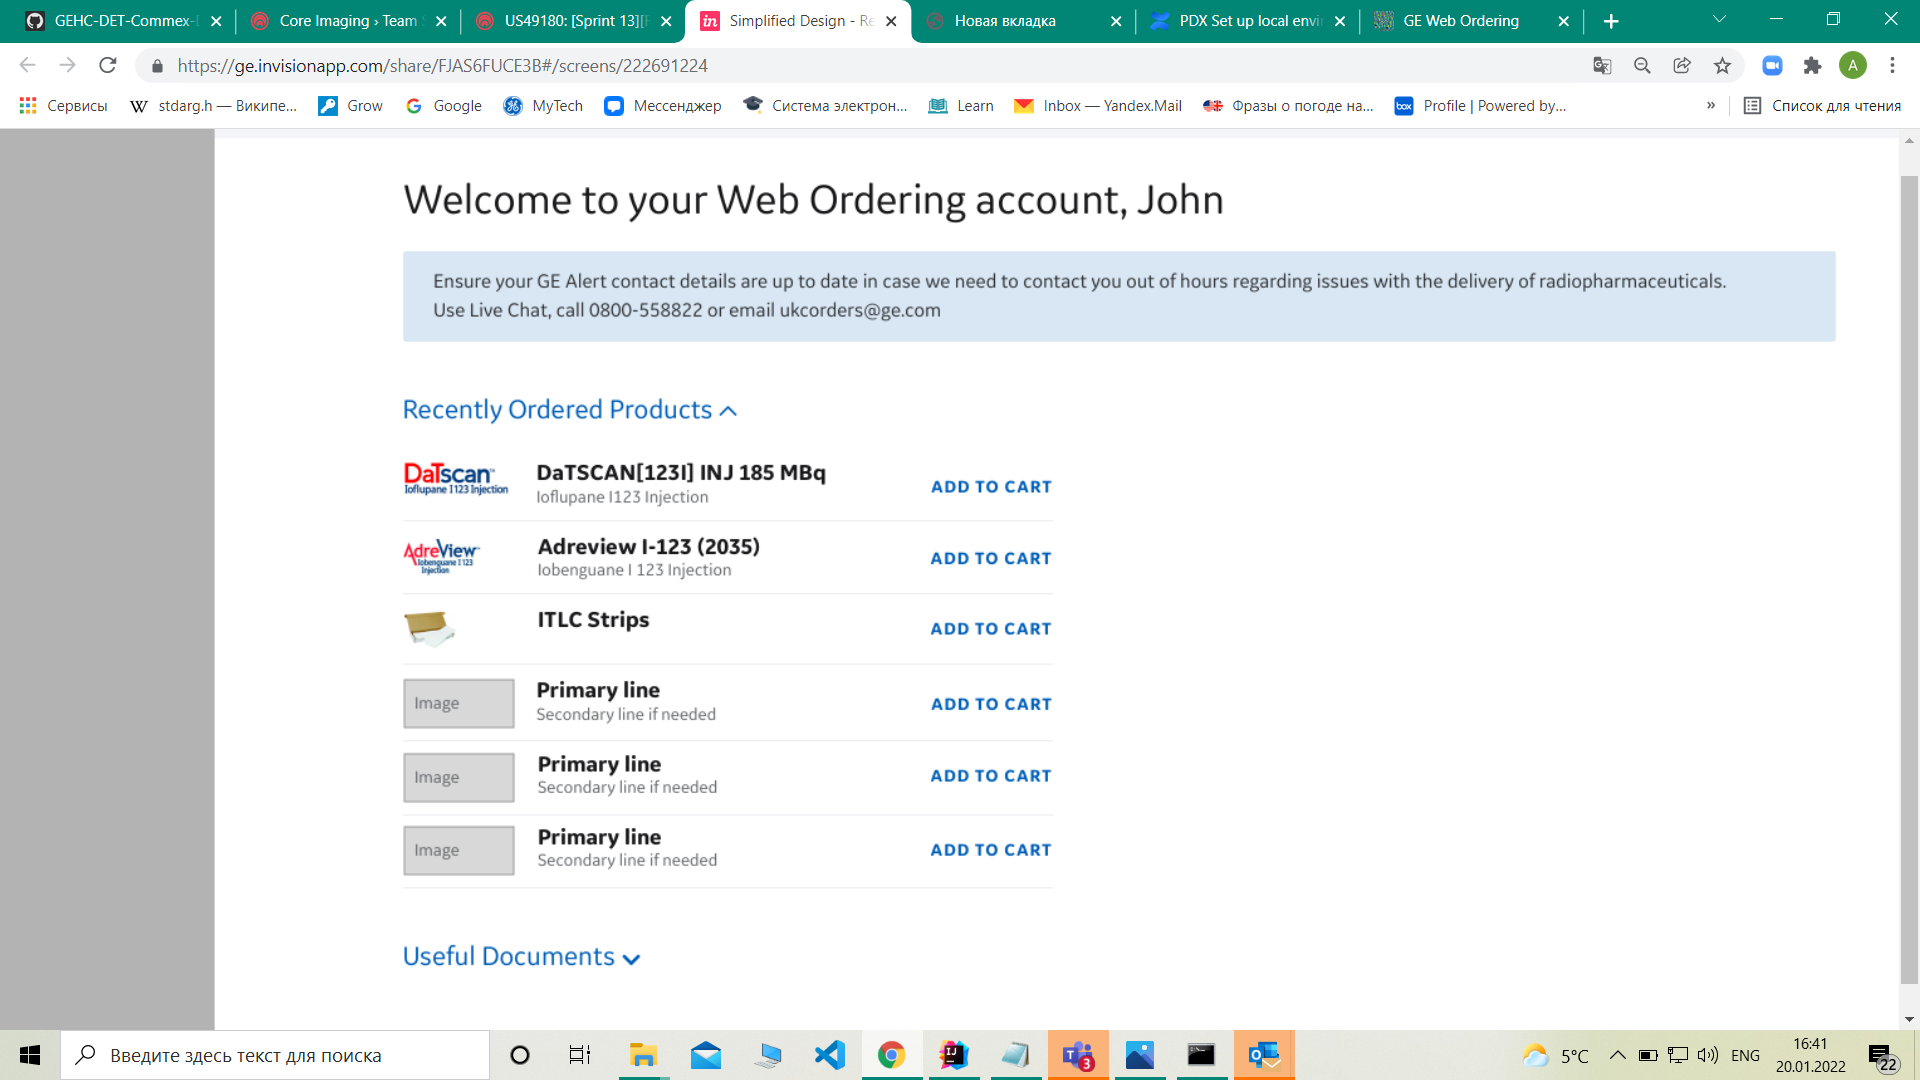 GEHC-DET-Commex-
Core Imaging › Team
US49180: [Sprint 13][
Simplified Design - Re
Новая вкладка
PDX Set up local envi
GE Web Ordering
https://ge.invisionapp.com/share/FJAS6FUCE3B#/screens/222691224
A
Сервисы
stdarg.h — Википе...
Grow
Google
MyTech
Мессенджер
Система электрон...
Learn
Inbox — Yandex.Mail
Фразы о погоде на...
Profile | Powered by...
»
Список для чтения
Welcome to your Web Ordering account, John
Ensure your GE Alert contact details are up to date in case we need to contact you out of hours regarding issues with the delivery of radiopharmaceuticals.
Use Live Chat, call 0800-558822 or email ukcorders@ge.com
Recently Ordered Products
DaTscan™
Ioflupane I 123 Injection
DaTSCAN[123I] INJ 185 MBq
Ioflupane I123 Injection
ADD TO CART
AdreView™
Iobenguane I 123
Injection
Adreview I-123 (2035)
Iobenguane I 123 Injection
ADD TO CART
ITLC Strips
ADD TO CART
Image
Primary line
Secondary line if needed
ADD TO CART
Image
Primary line
Secondary line if needed
ADD TO CART
Image
Primary line
Secondary line if needed
ADD TO CART
Useful Documents
Введите здесь текст для поиска
3
5°C
ENG
16:41
20.01.2022
22